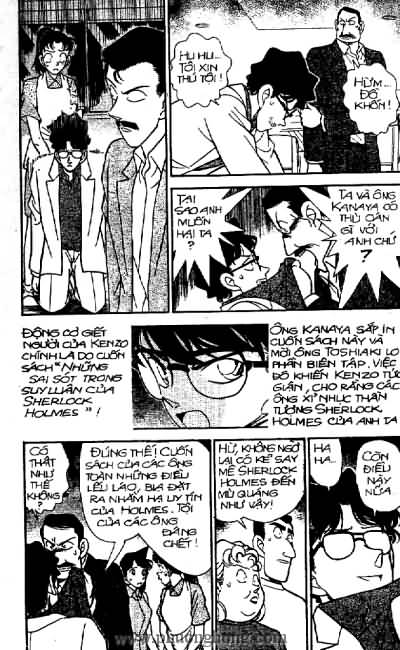 HU HU...
TÔI XIN
THÚ TỘI!
HỪM..
ĐỒ
KHỐN!
TẠI
SAO ANH
MUỐN
HẠI TA
?
TA VÀ ÔNG
KANAYA CÓ
THÙ OÁN
GÌ VỚI
ANH CHỨ
?
ĐỘNG CƠ GIẾT
NGƯỜI CỦA KENZO
CHÍNH LÀ DO CUỐN
SÁCH "NHỮNG
SAI SÓT TRONG
SUY LUẬN CỦA
SHERLOCK
HOLMES"!
ÔNG KANAYA SẮP IN
CUỐN SÁCH NÀY VÀ
MỜI ÔNG TOSHIAKI LO
PHẦN BIÊN TẬP. VIỆC
ĐÓ KHIẾN KENZO TỨC
GIẬN, CHO RẰNG CÁC
ÔNG XỈ NHỤC THẦN
TƯỢNG SHERLOCK
HOLMES CỦA ANH TA
CÓ
THẬT
NHƯ
THẾ
KHÔNG
?
ĐÚNG THẾ! CUỐN
SÁCH CỦA CÁC ÔNG
TOÀN NHỮNG ĐIỀU
LẾU LÁO, BỊA ĐẶT
RA NHẰM HẠ UY TÍN
CỦA HOLMES. TỘI
CỦA CÁC ÔNG
ĐÁNG
CHẾT!
HỪ, KHÔNG NGỜ
LẠI CÓ KẺ SAY
MÊ SHERLOCK
HOLMES ĐẾN
MÙ QUÁNG
NHƯ VẬY!
HA
HA...
CÒN
ĐIỀU
NÀY
NỮA
www.phuonghong.com